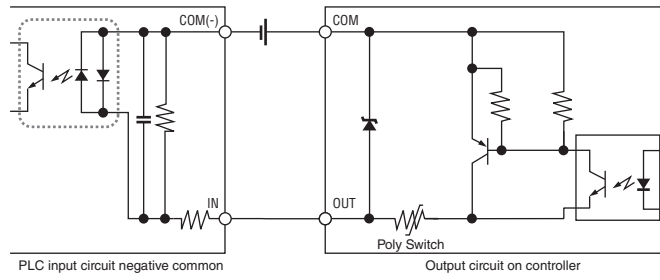 COM(-)
COM
IN
OUT
Poly Switch
PLC input circuit negative common
Output circuit on controller